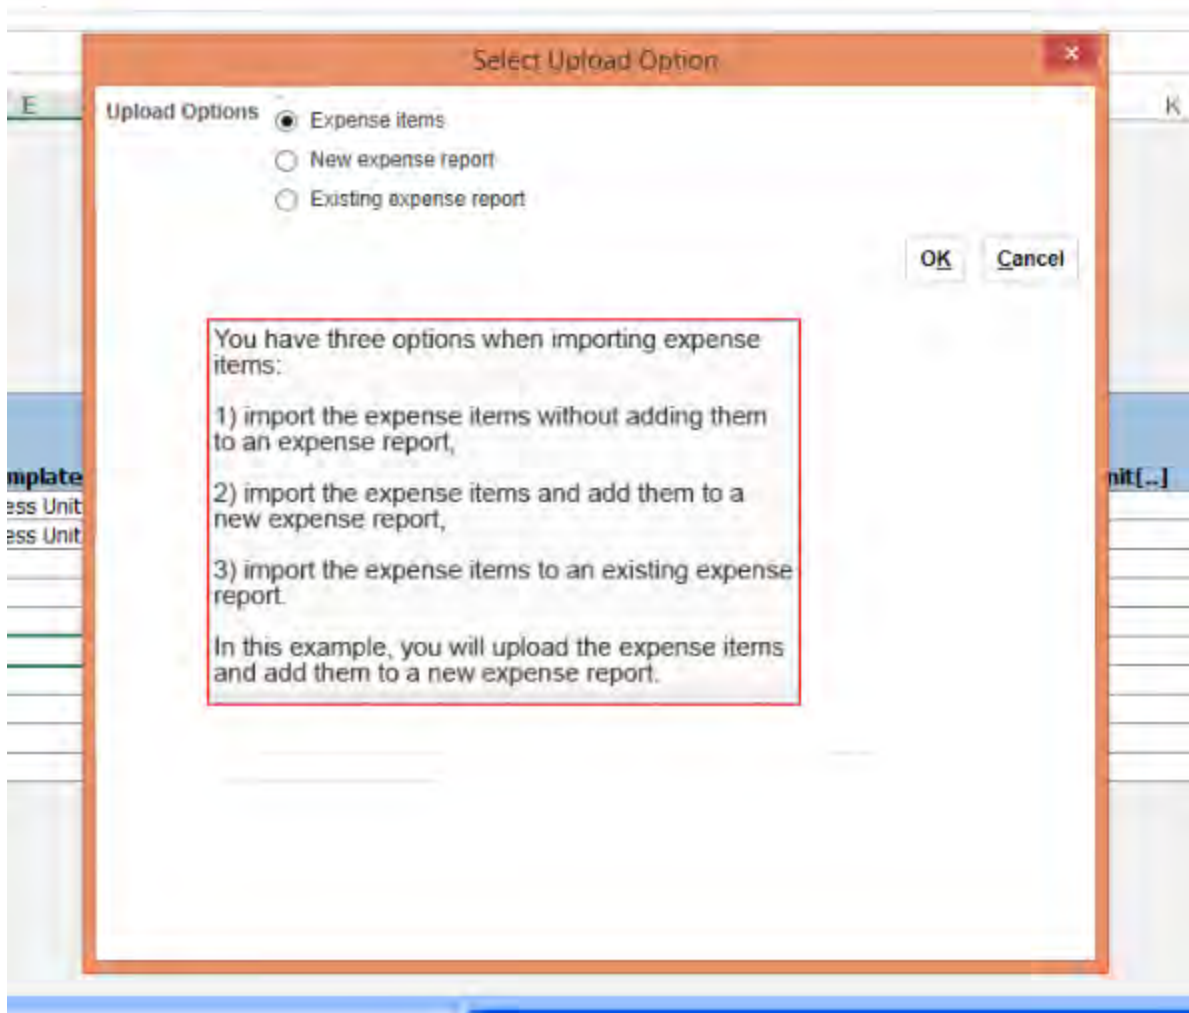 Select Upload Option
x
E
K
Upload Options
Expense items
New expense report
Existing expense report
OK
Cancel
You have three options when importing expense
items:
1) import the expense items without adding them
to an expense report,
2) import the expense items and add them to a
new expense report,
3) import the expense items to an existing expense
report.
In this example, you will upload the expense items
and add them to a new expense report.
mplate
nit[..]
ess Unit
ess Unit